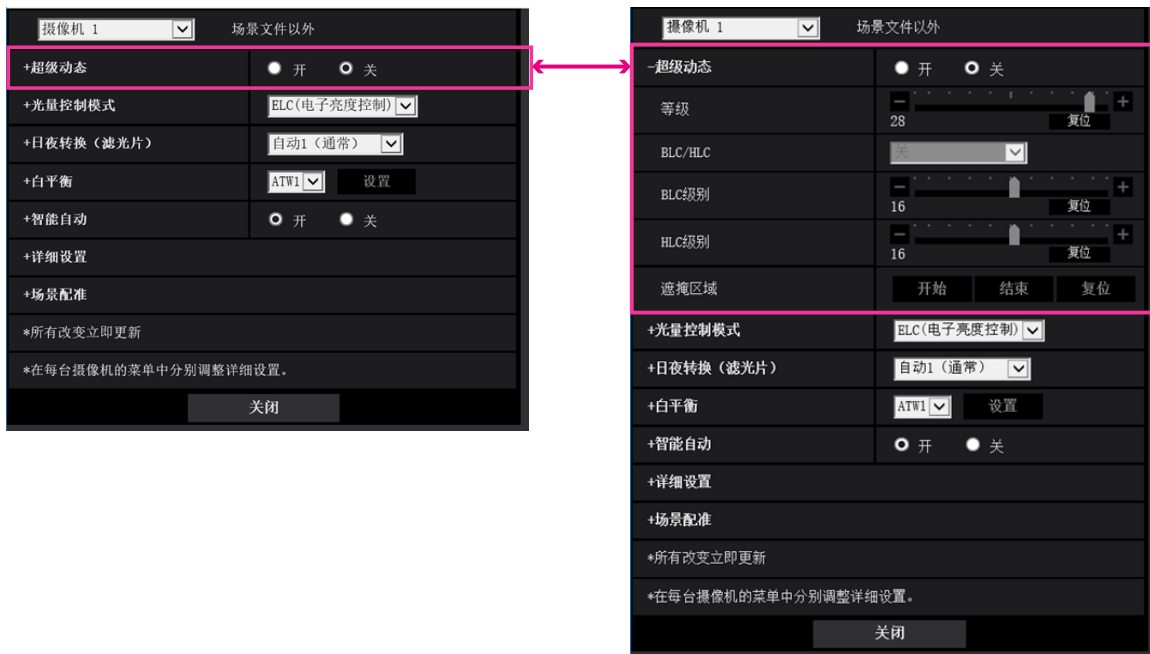 摄像机 1 场景文件以外
+超级动态 开 关
+光量控制模式 ELC(电子亮度控制)
+日夜转换（滤光片） 自动1（通常）
+白平衡 ATW1 设置
+智能自动 开 关
+详细设置
+场景配准
*所有改变立即更新
*在每台摄像机的菜单中分别调整详细设置。
关闭
摄像机 1 场景文件以外
-超级动态 开 关
等级 - +
28 复位
BLC/HLC 关
BLC级别 - +
16 复位
HLC级别 - +
16 复位
遮掩区域 开始 结束 复位
+光量控制模式 ELC(电子亮度控制)
+日夜转换（滤光片） 自动1（通常）
+白平衡 ATW1 设置
+智能自动 开 关
+详细设置
+场景配准
*所有改变立即更新
*在每台摄像机的菜单中分别调整详细设置。
关闭